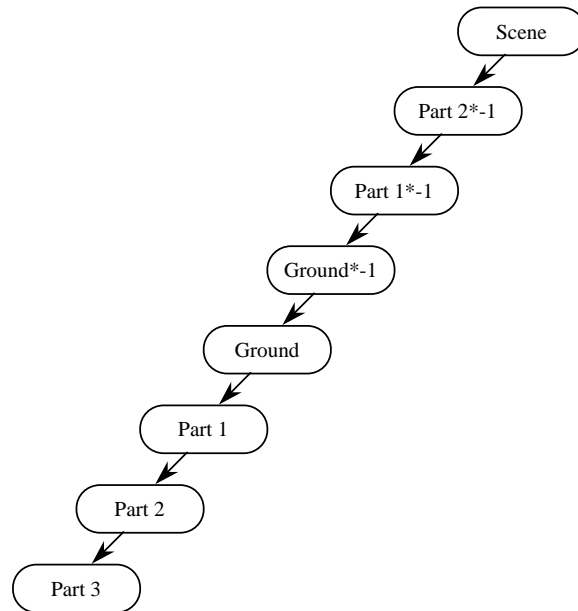 Scene
Part 2*-1
Part 1*-1
Ground*-1
Ground
Part 1
Part 2
Part 3